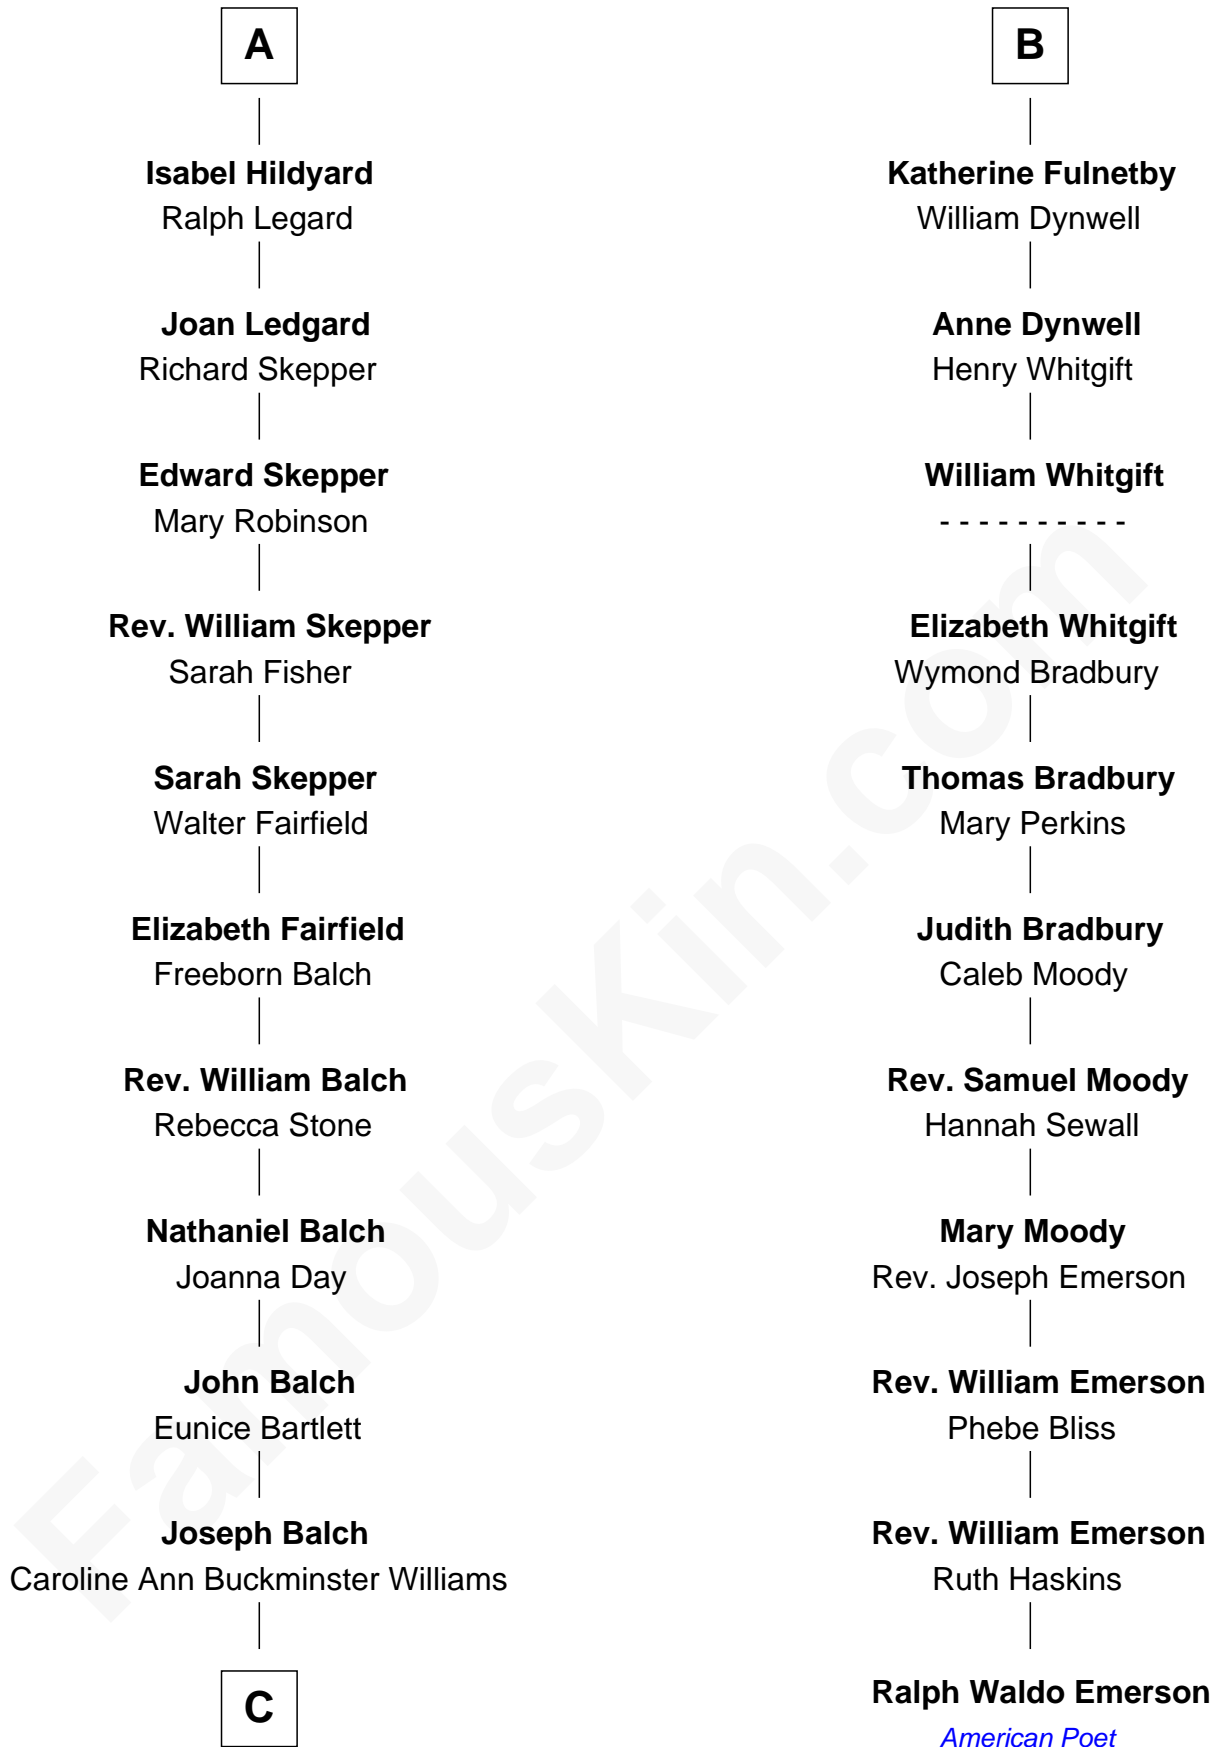 A
Isabel Hildyard
Ralph Legard
Joan Ledgard
Richard Skepper
Edward Skepper
Mary Robinson
Rev. William Skepper
Sarah Fisher
Sarah Skepper
Walter Fairfield
Elizabeth Fairfield
Freeborn Balch
Rev. William Balch
Rebecca Stone
Nathaniel Balch
Joanna Day
John Balch
Eunice Bartlett
Joseph Balch
Caroline Ann Buckminster Williams
C
B
Katherine Fulnetby
William Dynwell
Anne Dynwell
Henry Whitgift
William Whitgift
- - - - - - - - - -
Elizabeth Whitgift
Wymond Bradbury
Thomas Bradbury
Mary Perkins
Judith Bradbury
Caleb Moody
Rev. Samuel Moody
Hannah Sewall
Mary Moody
Rev. Joseph Emerson
Rev. William Emerson
Phebe Bliss
Rev. William Emerson
Ruth Haskins
Ralph Waldo Emerson
American Poet
FamousKin.com